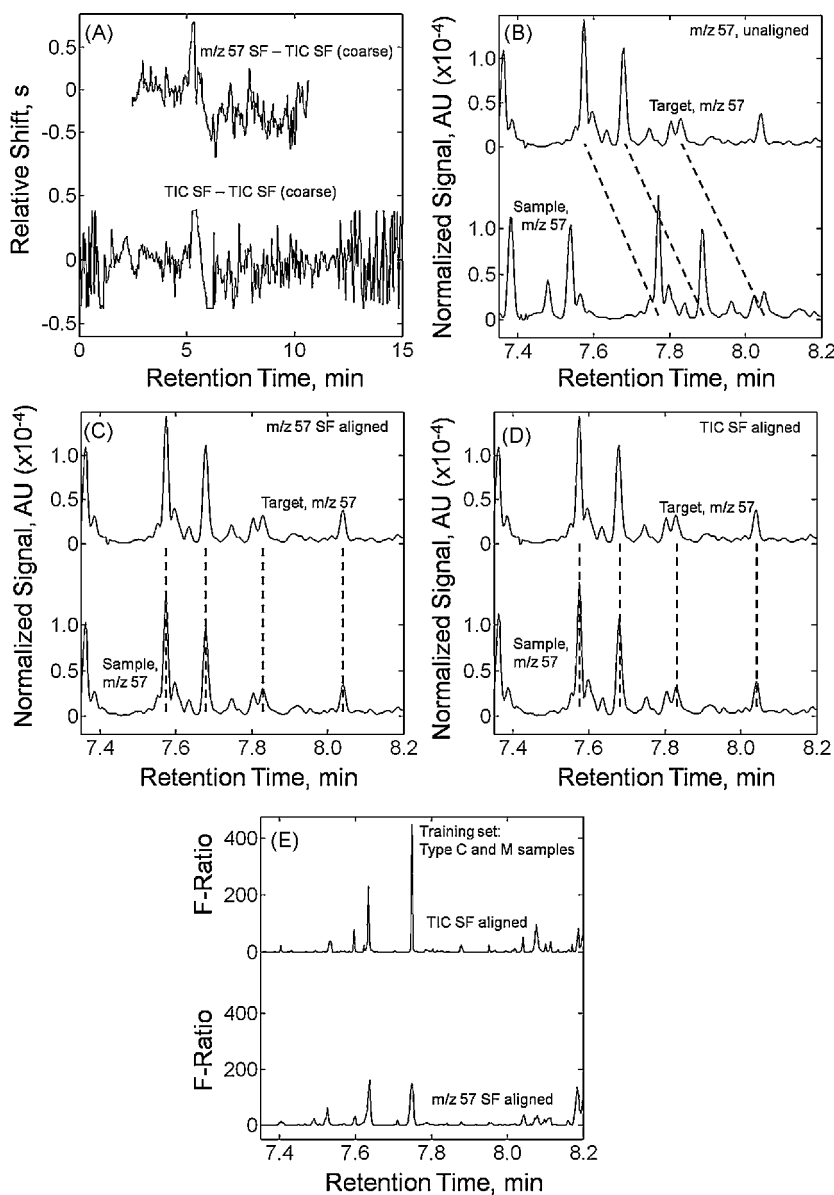 (A)
m/z 57 SF – TIC SF (coarse)
0.5
0
-0.5
TIC SF – TIC SF (coarse)
0.5
0
-0.5
Relative Shift, s
0 5 10 15
Retention Time, min
(B)
m/z 57, unaligned
1.0
0.5
0
Target, m/z 57
Sample,
m/z 57
1.0
0.5
0
Normalized Signal, AU (x10-4)
7.4 7.6 7.8 8.0 8.2
Retention Time, min
(C)
m/z 57 SF aligned
1.0
0.5
0
Target, m/z 57
1.0
0.5
0
Sample,
m/z 57
Normalized Signal, AU (x10-4)
7.4 7.6 7.8 8.0 8.2
Retention Time, min
(D)
TIC SF aligned
1.0
0.5
0
Target, m/z 57
1.0
0.5
0
Sample,
m/z 57
Normalized Signal, AU (x10-4)
7.4 7.6 7.8 8.0 8.2
Retention Time, min
(E)
Training set:
Type C and M samples
400
200
0
F-Ratio
TIC SF aligned
400
200
0
F-Ratio
m/z 57 SF aligned
7.4 7.6 7.8 8.0 8.2
Retention Time, min